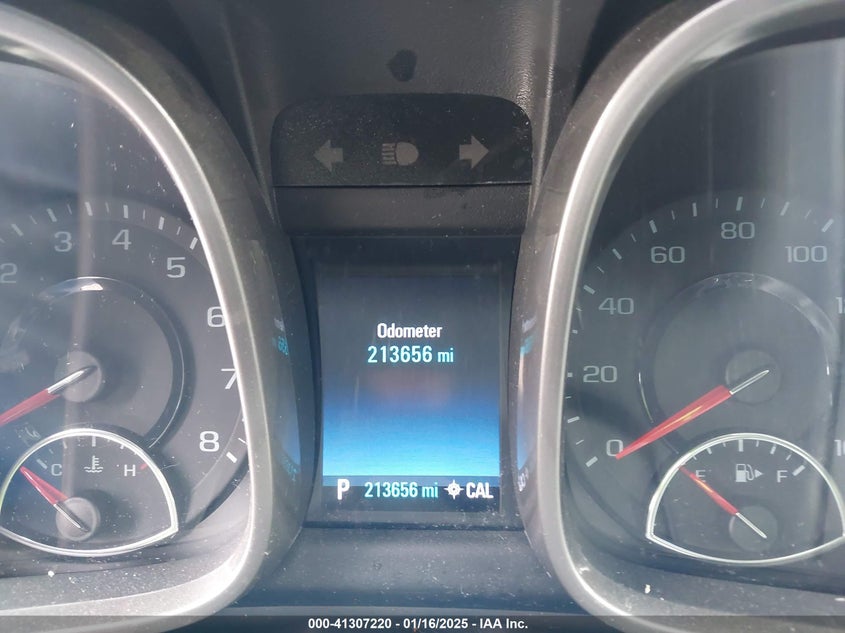 2 3 4 5 6 7 8
C H
Odometer
213656 mi
P 213656 mi CAL
0 20 40 60 80 100
E F
000-41307220 - 01/16/2025 - IAA Inc.